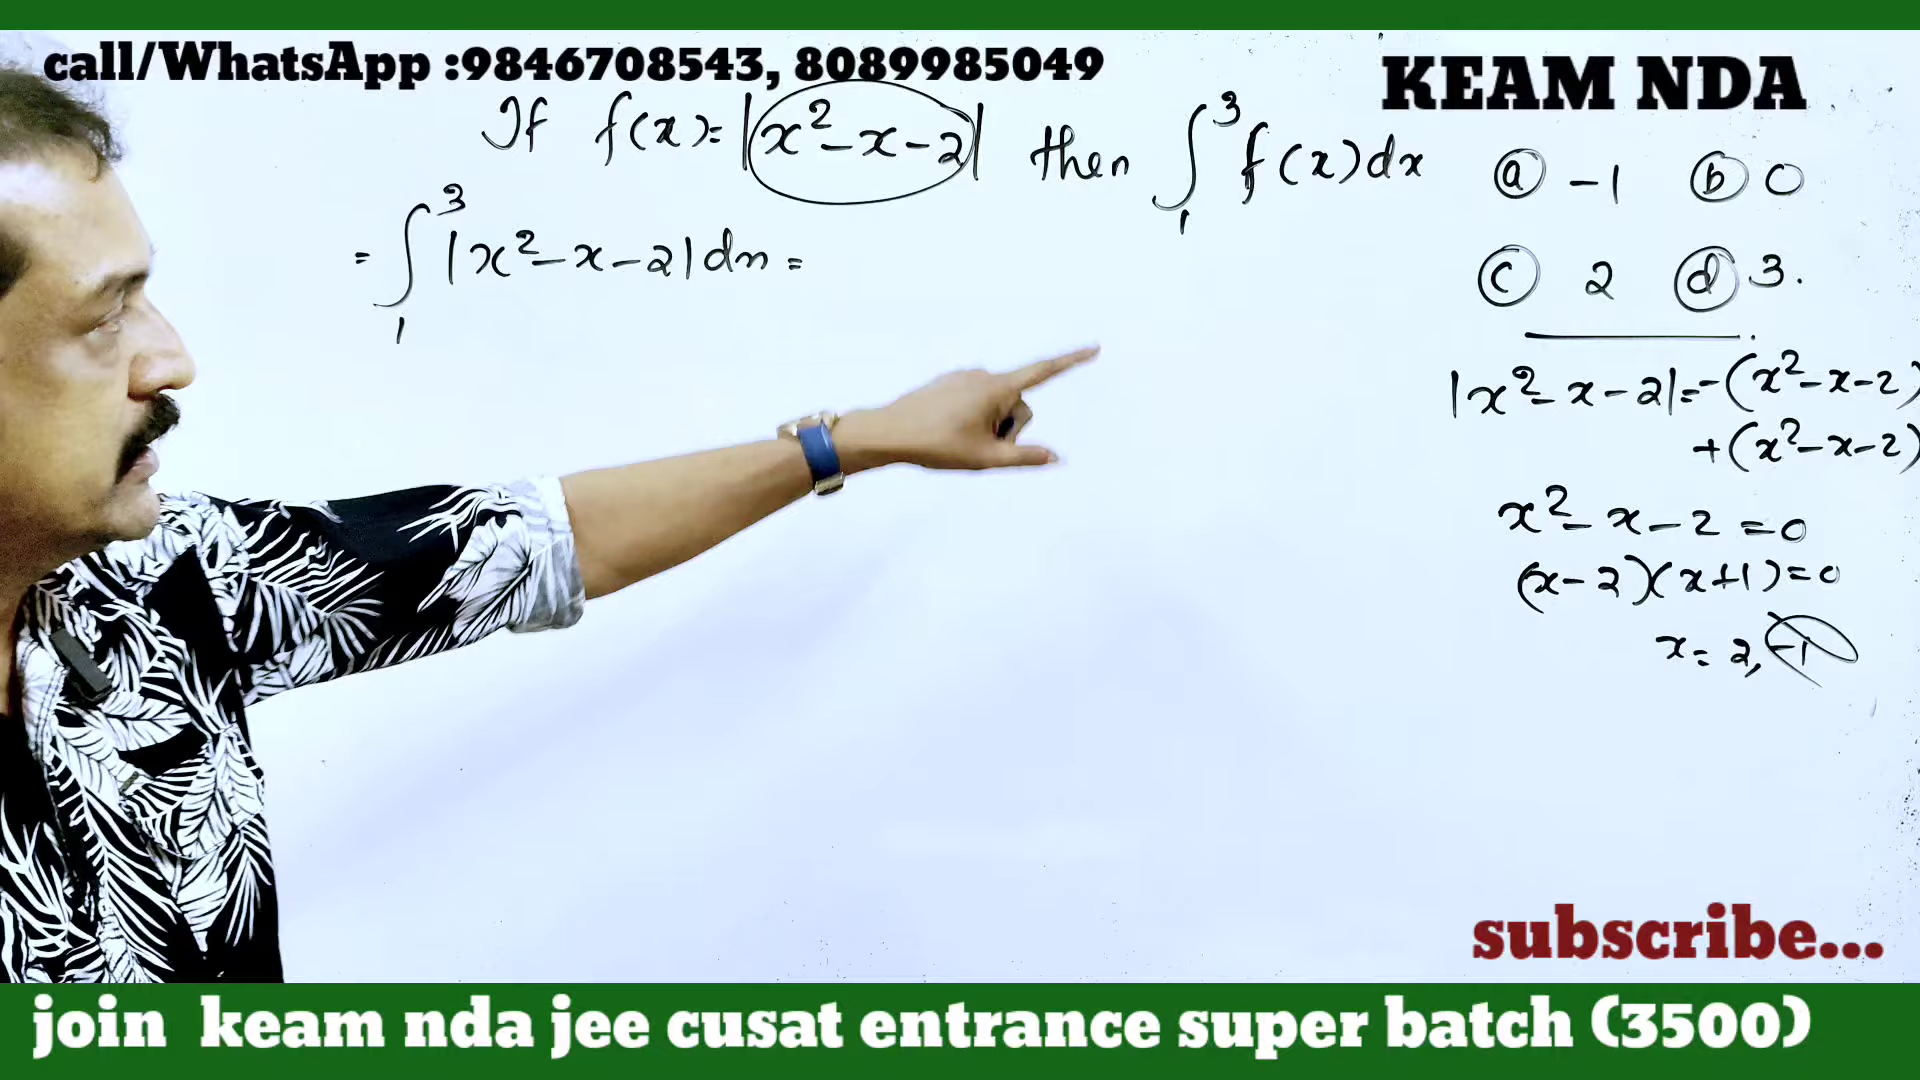 call/WhatsApp :9846708543, 8089985049
KEAM NDA
If f(x)= |x²-x-2| then ∫₁³ f(x)dx
ⓐ -1 ⓑ 0
ⓒ 2 ⓓ 3.
= ∫₁³ |x²-x-2| dx =
|x²-x-2|= -(x²-x-2)
+(x²-x-2)
x²-x-2 =0
(x-2)(x+1)=0
x= 2, -1
subscribe...
join keam nda jee cusat entrance super batch (3500)